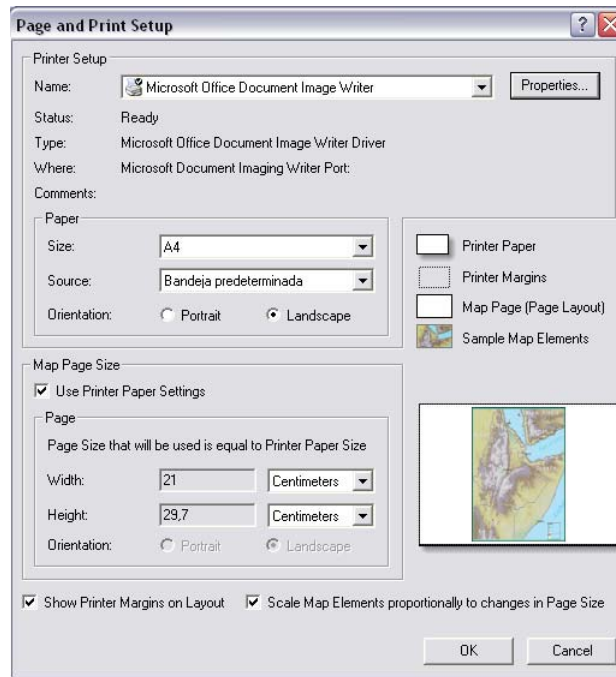 Page and Print Setup
Printer Setup
Name: Microsoft Office Document Image Writer Properties...
Status: Ready
Type: Microsoft Office Document Image Writer Driver
Where: Microsoft Document Imaging Writer Port:
Comments:
Paper
Size: A4
Source: Bandeja predeterminada
Orientation: Portrait Landscape
Printer Paper
Printer Margins
Map Page (Page Layout)
Sample Map Elements
Map Page Size
Use Printer Paper Settings
Page
Page Size that will be used is equal to Printer Paper Size
Width: 21 Centimeters
Height: 29,7 Centimeters
Orientation: Portrait Landscape
Show Printer Margins on Layout Scale Map Elements proportionally to changes in Page Size
OK Cancel